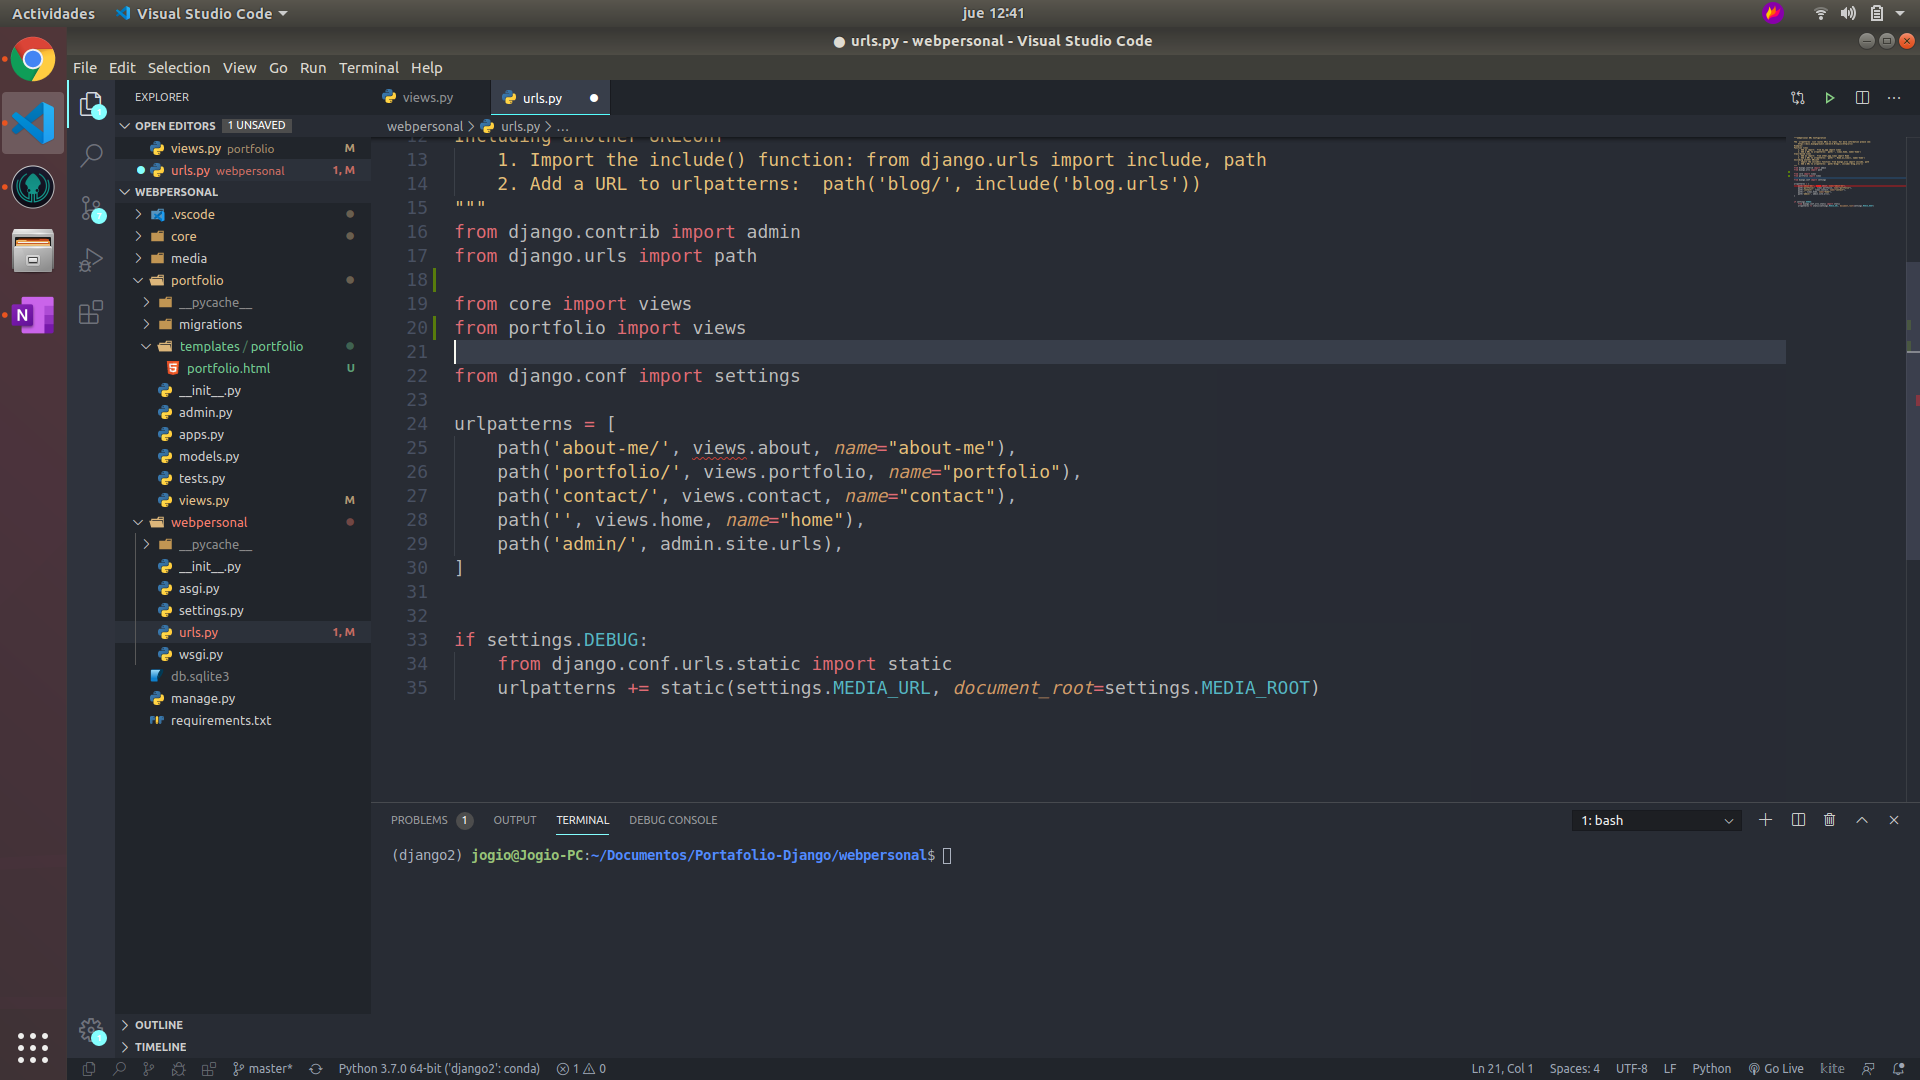 Actividades
Visual Studio Code
jue 12:41
● urls.py - webpersonal - Visual Studio Code
File Edit Selection View Go Run Terminal Help
EXPLORER
OPEN EDITORS 1 UNSAVED
views.py portfolio M
urls.py webpersonal 1, M
WEBPERSONAL
.vscode
core
media
portfolio
__pycache__
migrations
templates / portfolio
portfolio.html U
__init__.py
admin.py
apps.py
models.py
tests.py
views.py M
webpersonal
__pycache__
__init__.py
asgi.py
settings.py
urls.py 1, M
wsgi.py
db.sqlite3
manage.py
requirements.txt
OUTLINE
TIMELINE
views.py
urls.py
webpersonal > urls.py > ...
12 Including another URLconf
13 1. Import the include() function: from django.urls import include, path
14 2. Add a URL to urlpatterns:  path('blog/', include('blog.urls'))
15 """
16 from django.contrib import admin
17 from django.urls import path
18
19 from core import views
20 from portfolio import views
21
22 from django.conf import settings
23
24 urlpatterns = [
25 path('about-me/', views.about, name="about-me"),
26 path('portfolio/', views.portfolio, name="portfolio"),
27 path('contact/', views.contact, name="contact"),
28 path('', views.home, name="home"),
29 path('admin/', admin.site.urls),
30 ]
31
32
33 if settings.DEBUG:
34 from django.conf.urls.static import static
35 urlpatterns += static(settings.MEDIA_URL, document_root=settings.MEDIA_ROOT)
PROBLEMS 1 OUTPUT TERMINAL DEBUG CONSOLE
1: bash
(django2) jogio@Jogio-PC:~/Documentos/Portafolio-Django/webpersonal$
master* Python 3.7.0 64-bit ('django2': conda) 1 0
Ln 21, Col 1 Spaces: 4 UTF-8 LF Python Go Live kite